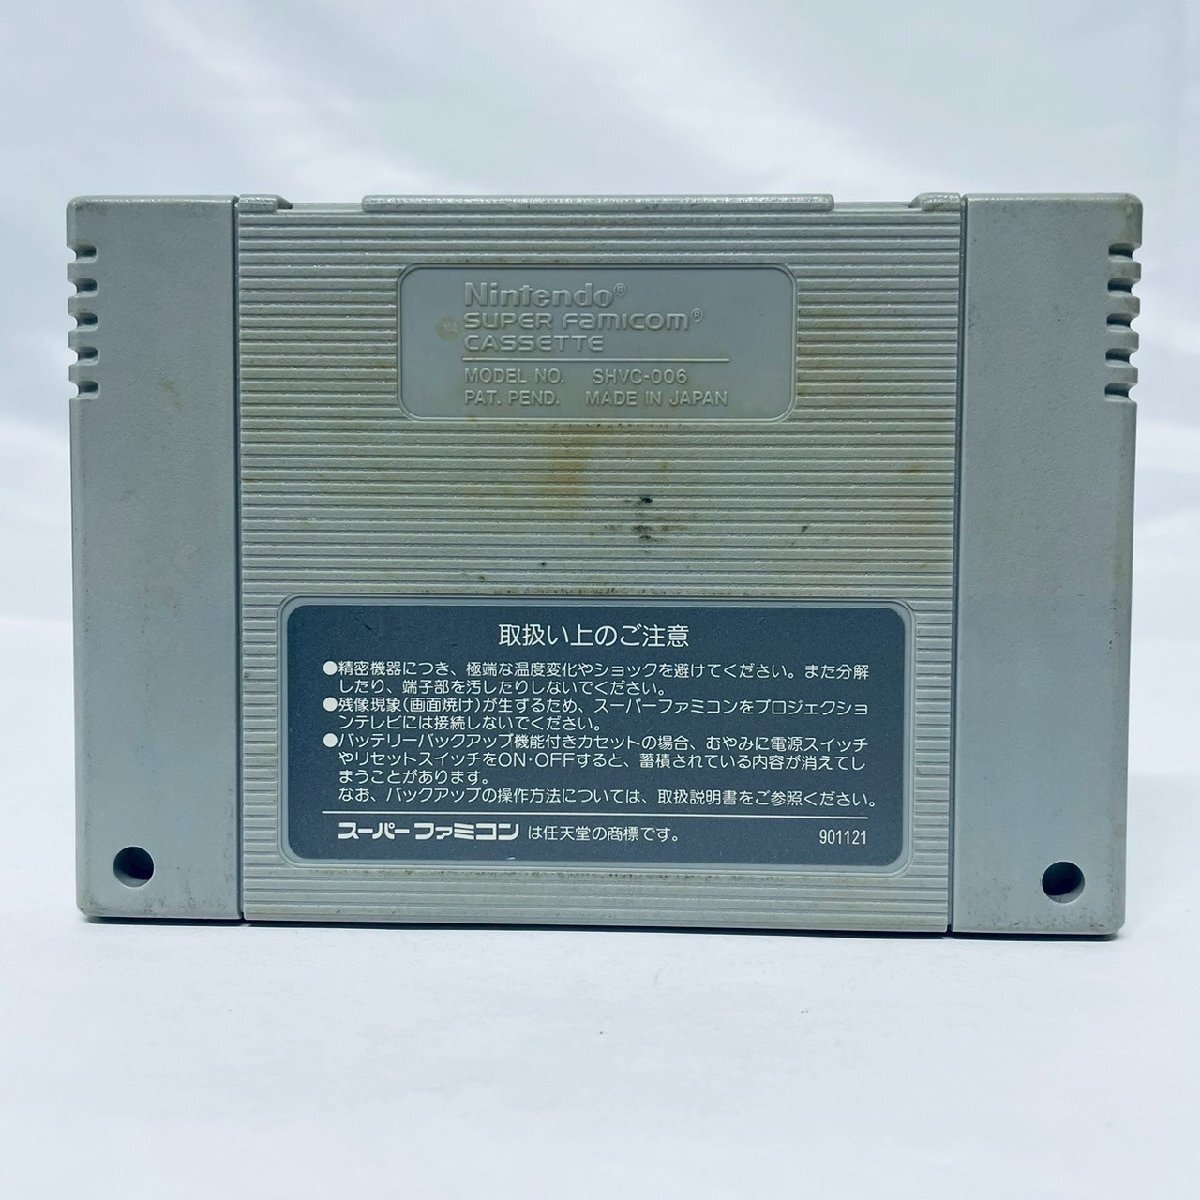 Nintendo®
SUPER FAMICOM®
CASSETTE
MODEL NO. SHVC-006
PAT. PEND. MADE IN JAPAN
取扱い上のご注意
●精密機器につき、極端な温度変化やショックを避けてください。また分解
したり、端子部を汚したりしないでください。
●残像現象(画面焼け)が生ずるため、スーパーファミコンをプロジェクショ
ンテレビには接続しないでください。
●バッテリーバックアップ機能付きカセットの場合、むやみに電源スイッチ
やリセットスイッチをON・OFFすると、蓄積されている内容が消えてし
まうことがあります。
なお、バックアップの操作方法については、取扱説明書をご参照ください。
スーパーファミコン は任天堂の商標です。 901121